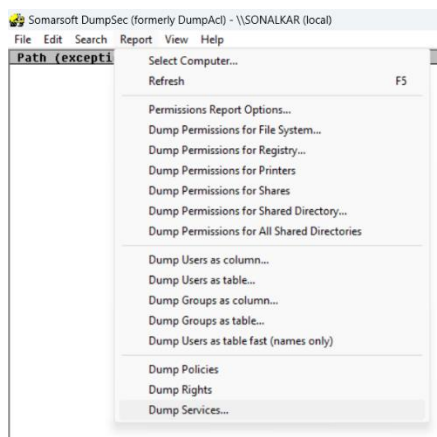 Somarsoft DumpSec (formerly DumpAcl) - \\SONALKAR (local)
File Edit Search Report View Help
Path (excepti
Select Computer...
Refresh F5
Permissions Report Options...
Dump Permissions for File System...
Dump Permissions for Registry...
Dump Permissions for Printers
Dump Permissions for Shares
Dump Permissions for Shared Directory...
Dump Permissions for All Shared Directories
Dump Users as column...
Dump Users as table...
Dump Groups as column...
Dump Groups as table...
Dump Users as table fast (names only)
Dump Policies
Dump Rights
Dump Services...